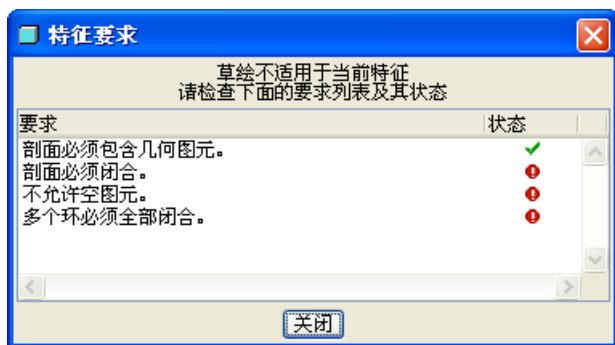 特征要求
草绘不适用于当前特征
请检查下面的要求列表及其状态
要求 状态
剖面必须包含几何图元。
剖面必须闭合。
不允许空图元。
多个环必须全部闭合。
关闭